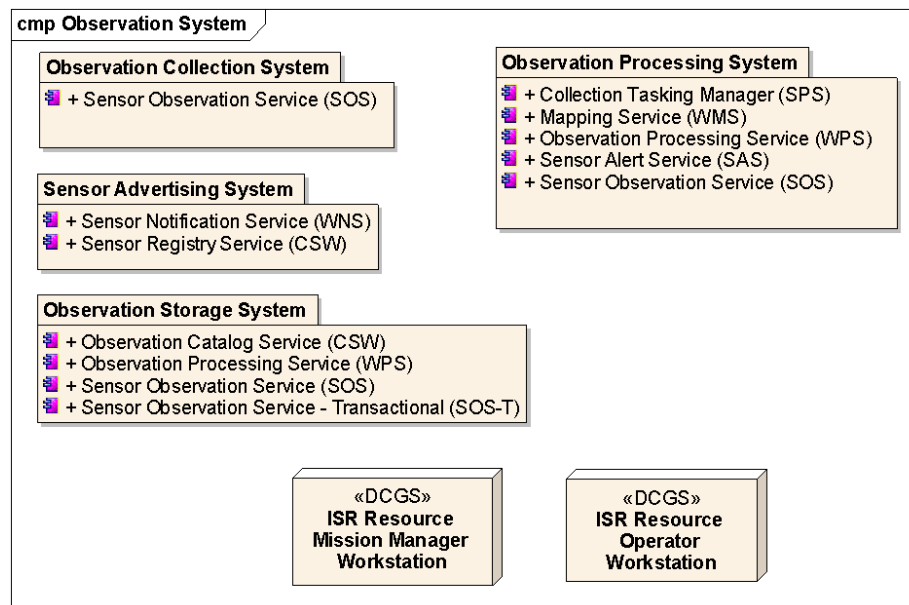 cmp Observation System
Observation Collection System
+ Sensor Observation Service (SOS)
Sensor Advertising System
+ Sensor Notification Service (WNS)
+ Sensor Registry Service (CSW)
Observation Storage System
+ Observation Catalog Service (CSW)
+ Observation Processing Service (WPS)
+ Sensor Observation Service (SOS)
+ Sensor Observation Service - Transactional (SOS-T)
Observation Processing System
+ Collection Tasking Manager (SPS)
+ Mapping Service (WMS)
+ Observation Processing Service (WPS)
+ Sensor Alert Service (SAS)
+ Sensor Observation Service (SOS)
«DCGS»
ISR Resource
Mission Manager
Workstation
«DCGS»
ISR Resource
Operator
Workstation